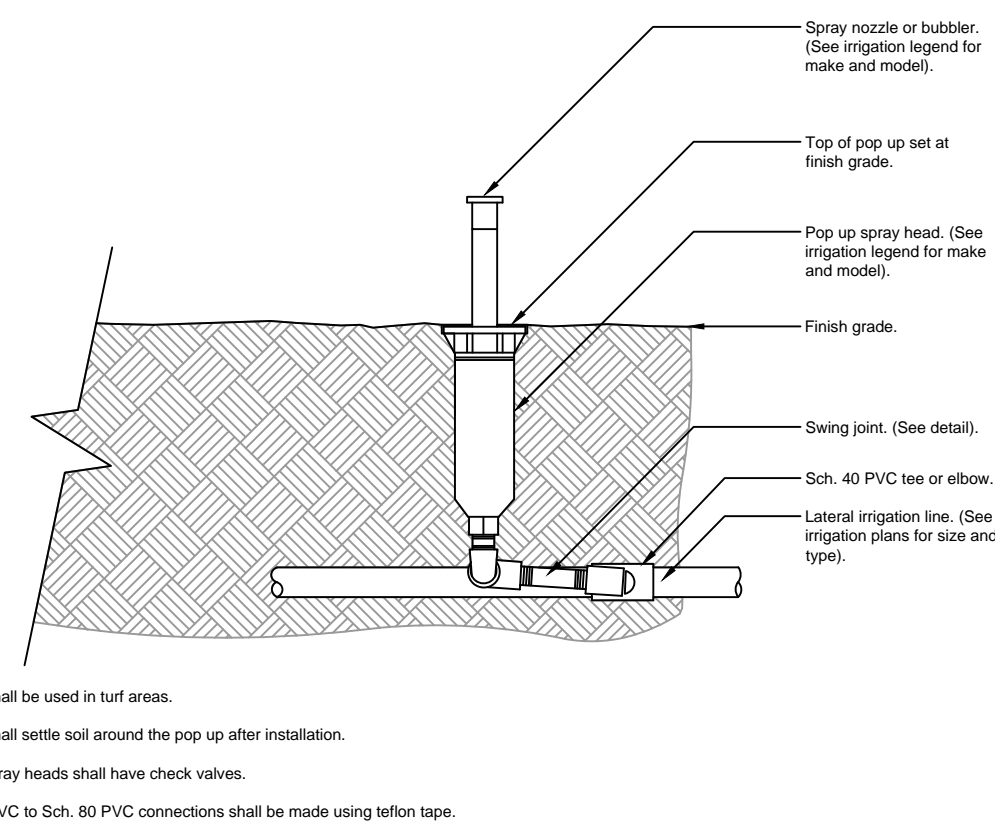 Spray nozzle or bubbler.
(See irrigation legend for
make and model).
Top of pop up set at
finish grade.
Pop up spray head. (See
irrigation legend for make
and model).
Finish grade.
Swing joint. (See detail).
Sch. 40 PVC tee or elbow.
Lateral irrigation line. (See
irrigation plans for size and
type).
all be used in turf areas.
all settle soil around the pop up after installation.
ray heads shall have check valves.
VC to Sch. 80 PVC connections shall be made using teflon tape.